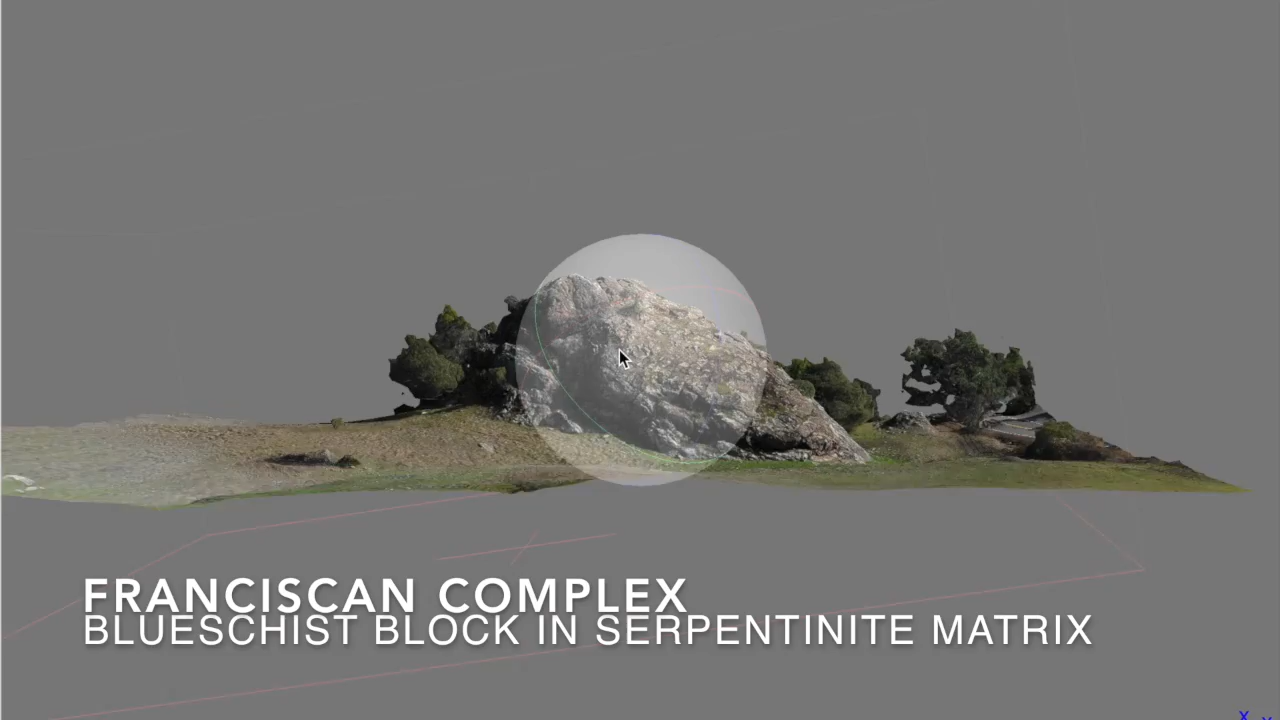 FRANCISCAN COMPLEX
BLUESCHIST BLOCK IN SERPENTINITE MATRIX
X